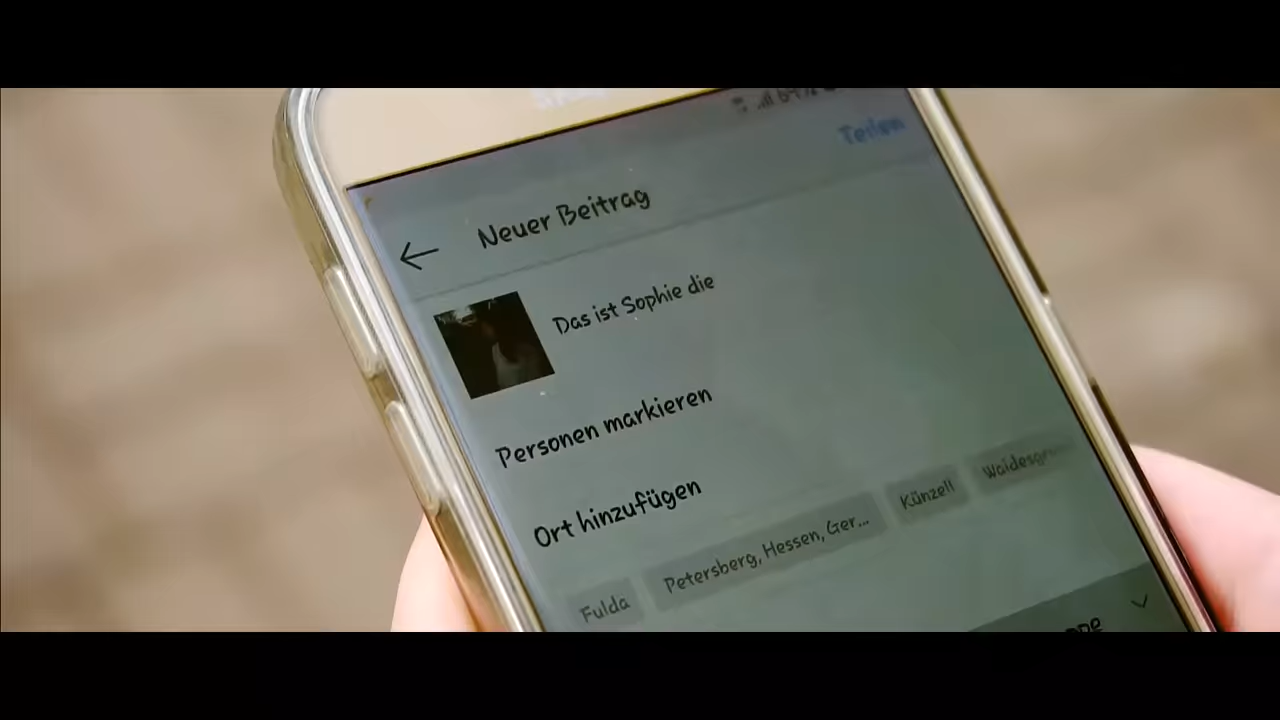 Teilen
Neuer Beitrag
Das ist Sophie die
Personen markieren
Ort hinzufügen
Fulda
Petersberg, Hessen, Ger...
Künzell